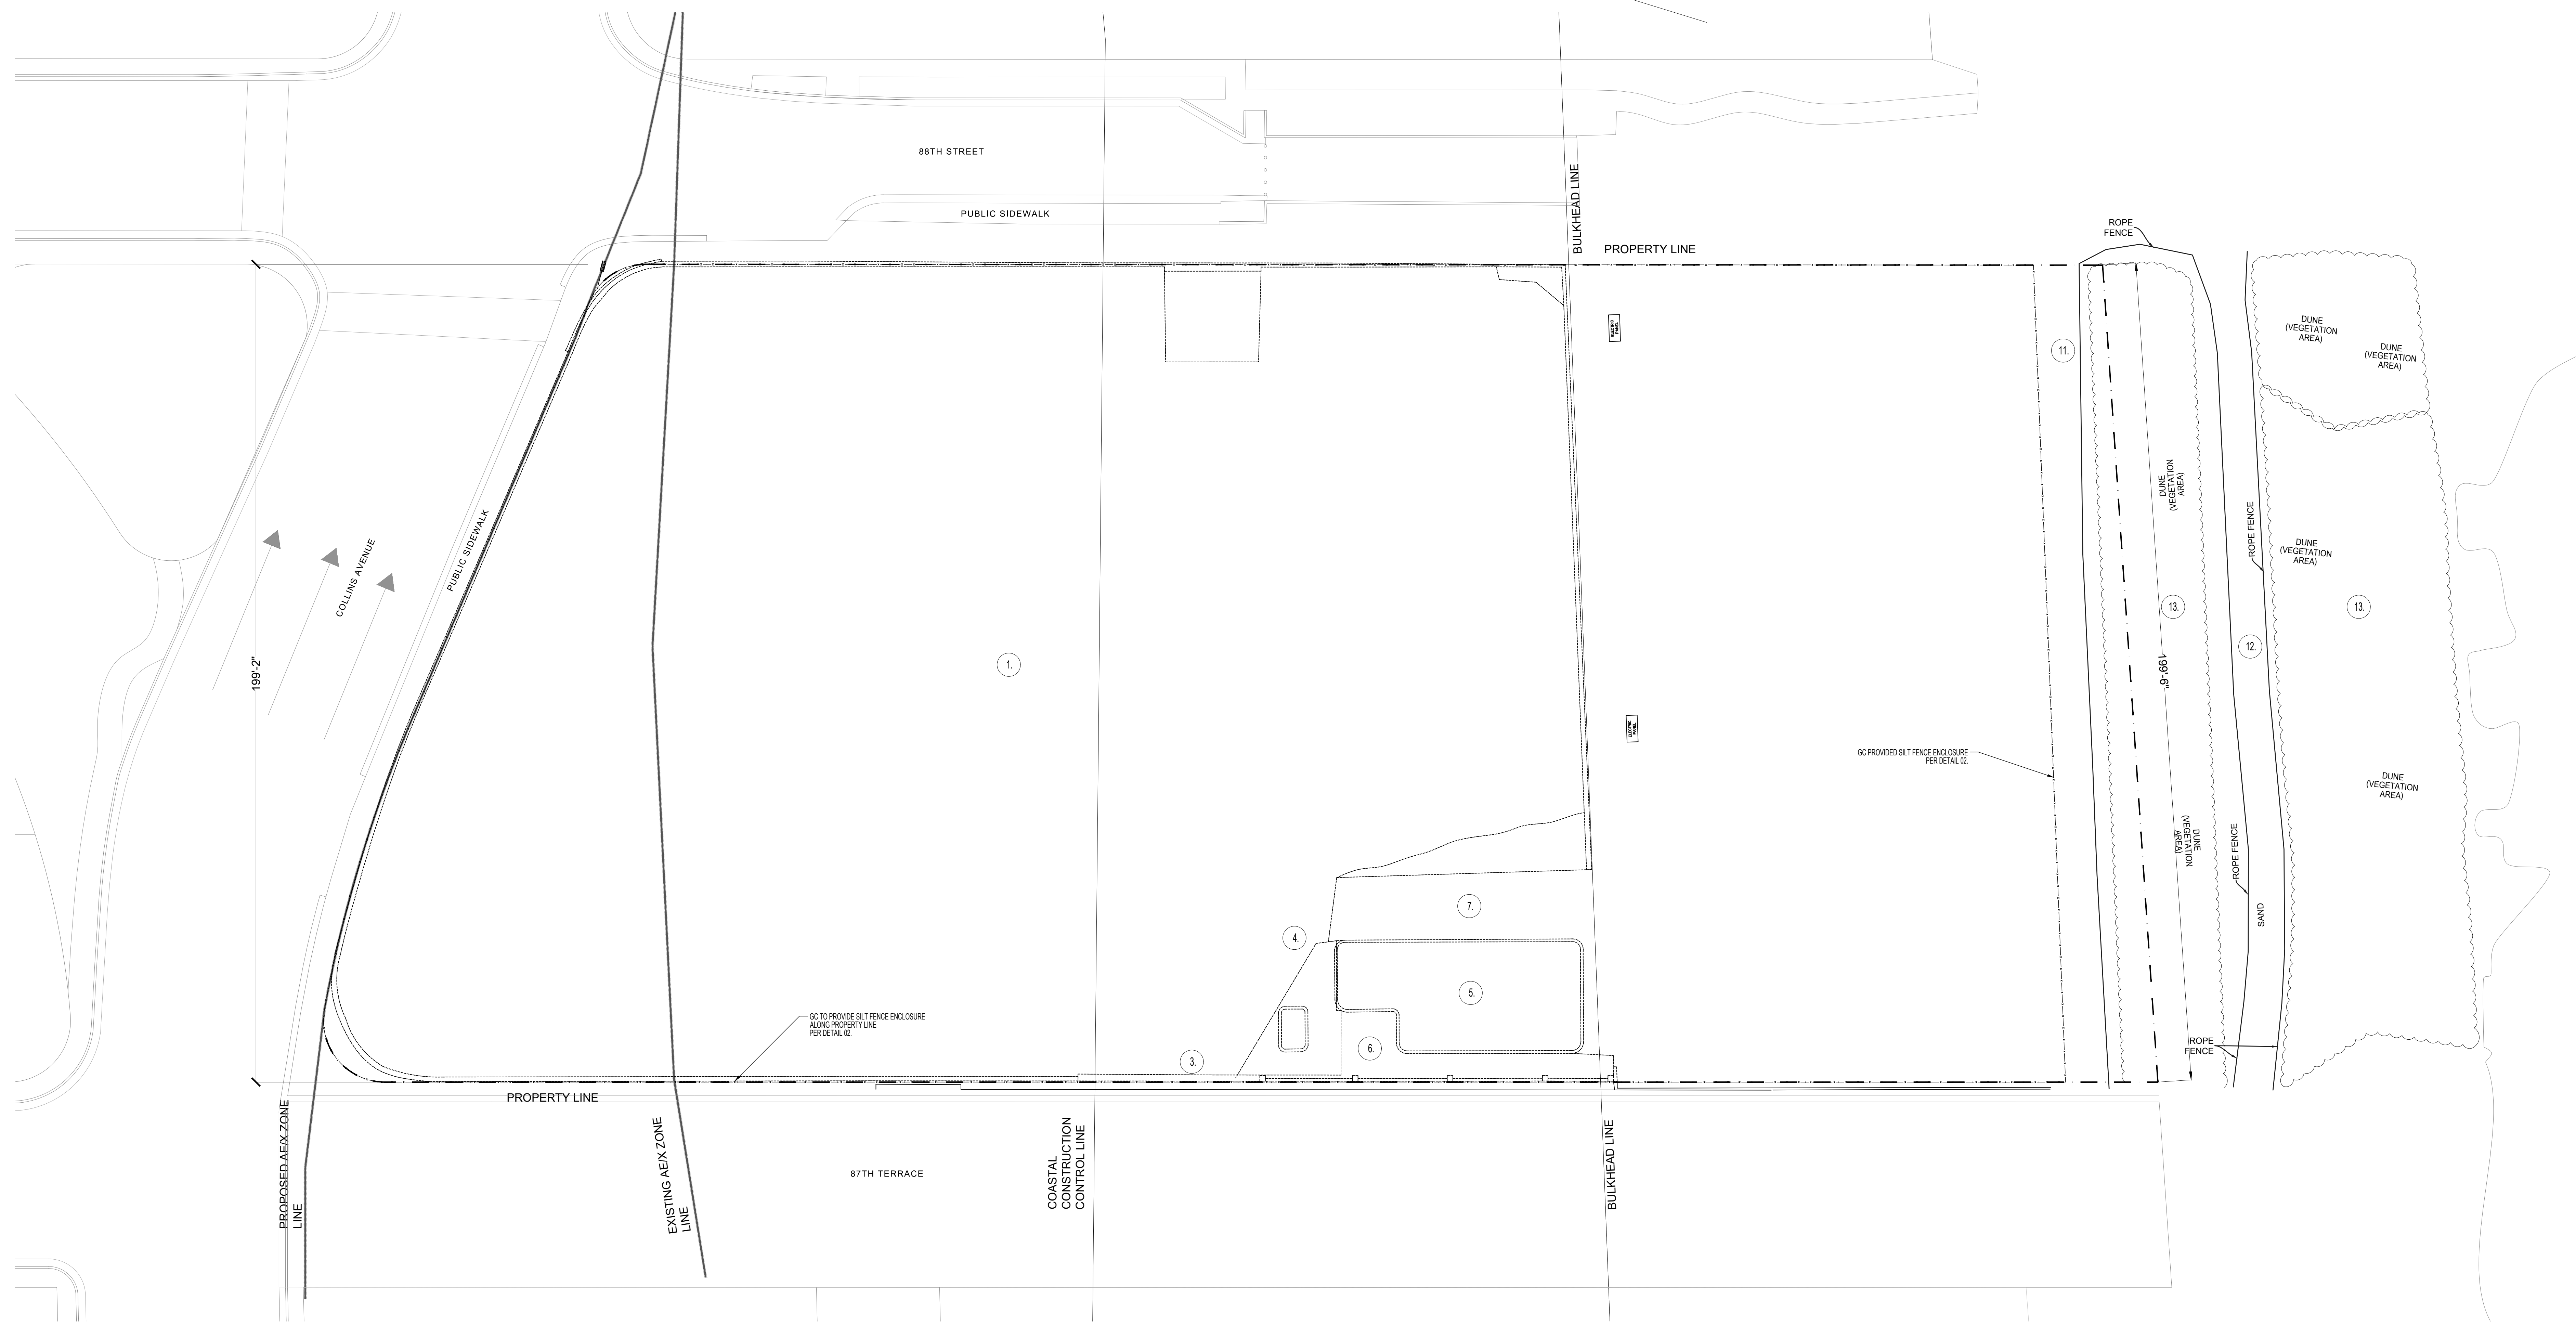 88TH STREET
PUBLIC SIDEWALK
BULKHEAD LINE
PROPERTY LINE
ROPE
FENCE
ELECTRIC
PANEL
11.
DUNE
(VEGETATION
AREA)
DUNE
(VEGETATION
AREA)
DUNE
(VEGETATION
AREA)
ROPE FENCE
DUNE
(VEGETATION
AREA)
COLLINS AVENUE
PUBLIC SIDEWALK
199'-2"
1.
13.
12.
13.
199'-6"
ELECTRIC
PANEL
GC PROVIDED SILT FENCE ENCLOSURE
PER DETAIL 02.
DUNE
(VEGETATION
AREA)
DUNE
(VEGETATION
AREA)
ROPE FENCE
SAND
7.
4.
5.
6.
3.
GC TO PROVIDE SILT FENCE ENCLOSURE
ALONG PROPERTY LINE
PER DETAIL 02.
ROPE
FENCE
PROPERTY LINE
PROPOSED AE/X ZONE
LINE
EXISTING AE/X ZONE
LINE
87TH TERRACE
COASTAL
CONSTRUCTION
CONTROL LINE
BULKHEAD LINE